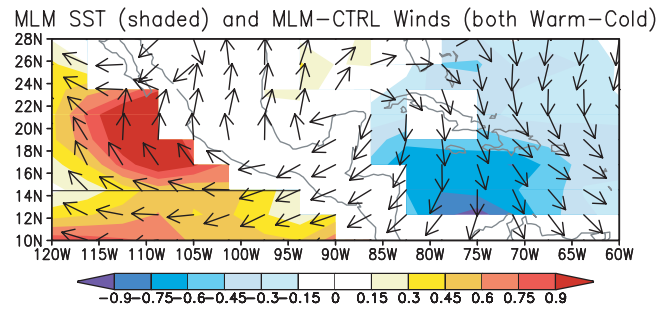 MLM SST (shaded) and MLM-CTRL Winds (both Warm-Cold)
28N
26N
24N
22N
20N
18N
16N
14N
12N
10N
120W 115W 110W 105W 100W 95W 90W 85W 80W 75W 70W 65W 60W
-0.9 -0.75 -0.6 -0.45 -0.3 -0.15 0 0.15 0.3 0.45 0.6 0.75 0.9